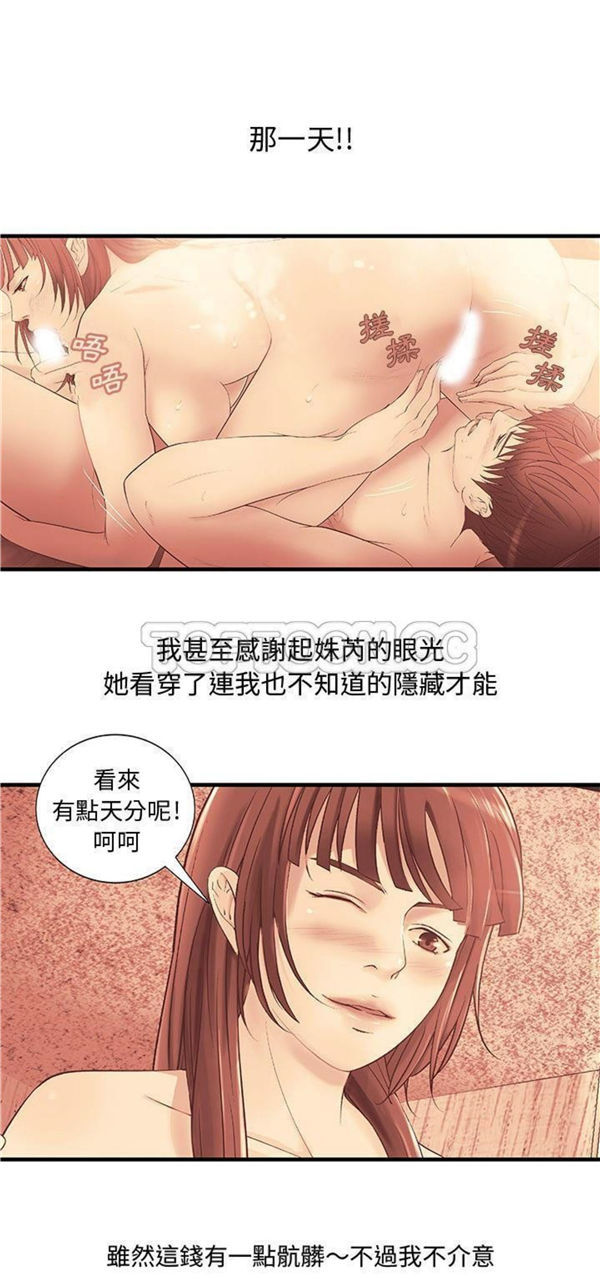 那一天!!
唔
唔
搓
揉
搓
揉
TOPTOON.CC
我甚至感謝起姝芮的眼光
她看穿了連我也不知道的隱藏才能
看來
有點天分呢!
呵呵
雖然這錢有一點骯髒～不過我不介意